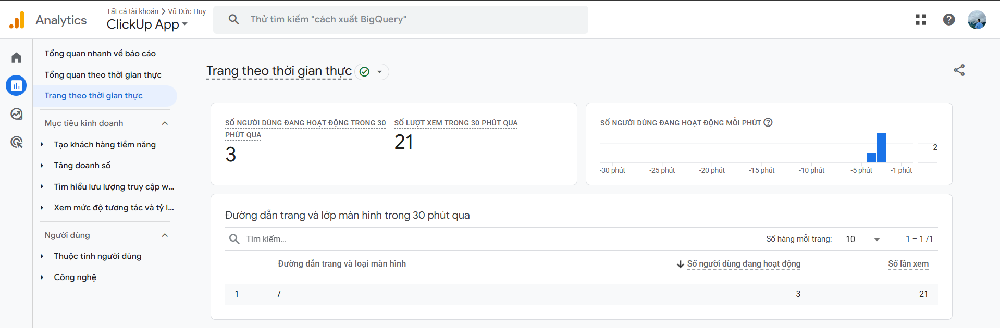 Analytics
Tất cả tài khoản > Vũ Đức Huy
ClickUp App
Thử tìm kiếm "cách xuất BigQuery"
Tổng quan nhanh về báo cáo
Tổng quan theo thời gian thực
Trang theo thời gian thực
Mục tiêu kinh doanh
Tạo khách hàng tiềm năng
Tăng doanh số
Tìm hiểu lưu lượng truy cập w...
Xem mức độ tương tác và tỷ l...
Người dùng
Thuộc tính người dùng
Công nghệ
Trang theo thời gian thực
SỐ NGƯỜI DÙNG ĐANG HOẠT ĐỘNG TRONG 30
PHÚT QUA
3
SỐ LƯỢT XEM TRONG 30 PHÚT QUA
21
SỐ NGƯỜI DÙNG ĐANG HOẠT ĐỘNG MỖI PHÚT
2
-30 phút -25 phút -20 phút -15 phút -10 phút -5 phút -1 phút
Đường dẫn trang và lớp màn hình trong 30 phút qua
Tìm kiếm...
Số hàng mỗi trang: 10 1 – 1 /1
Đường dẫn trang và loại màn hình Số người dùng đang hoạt động Số lần xem
1 / 3 21